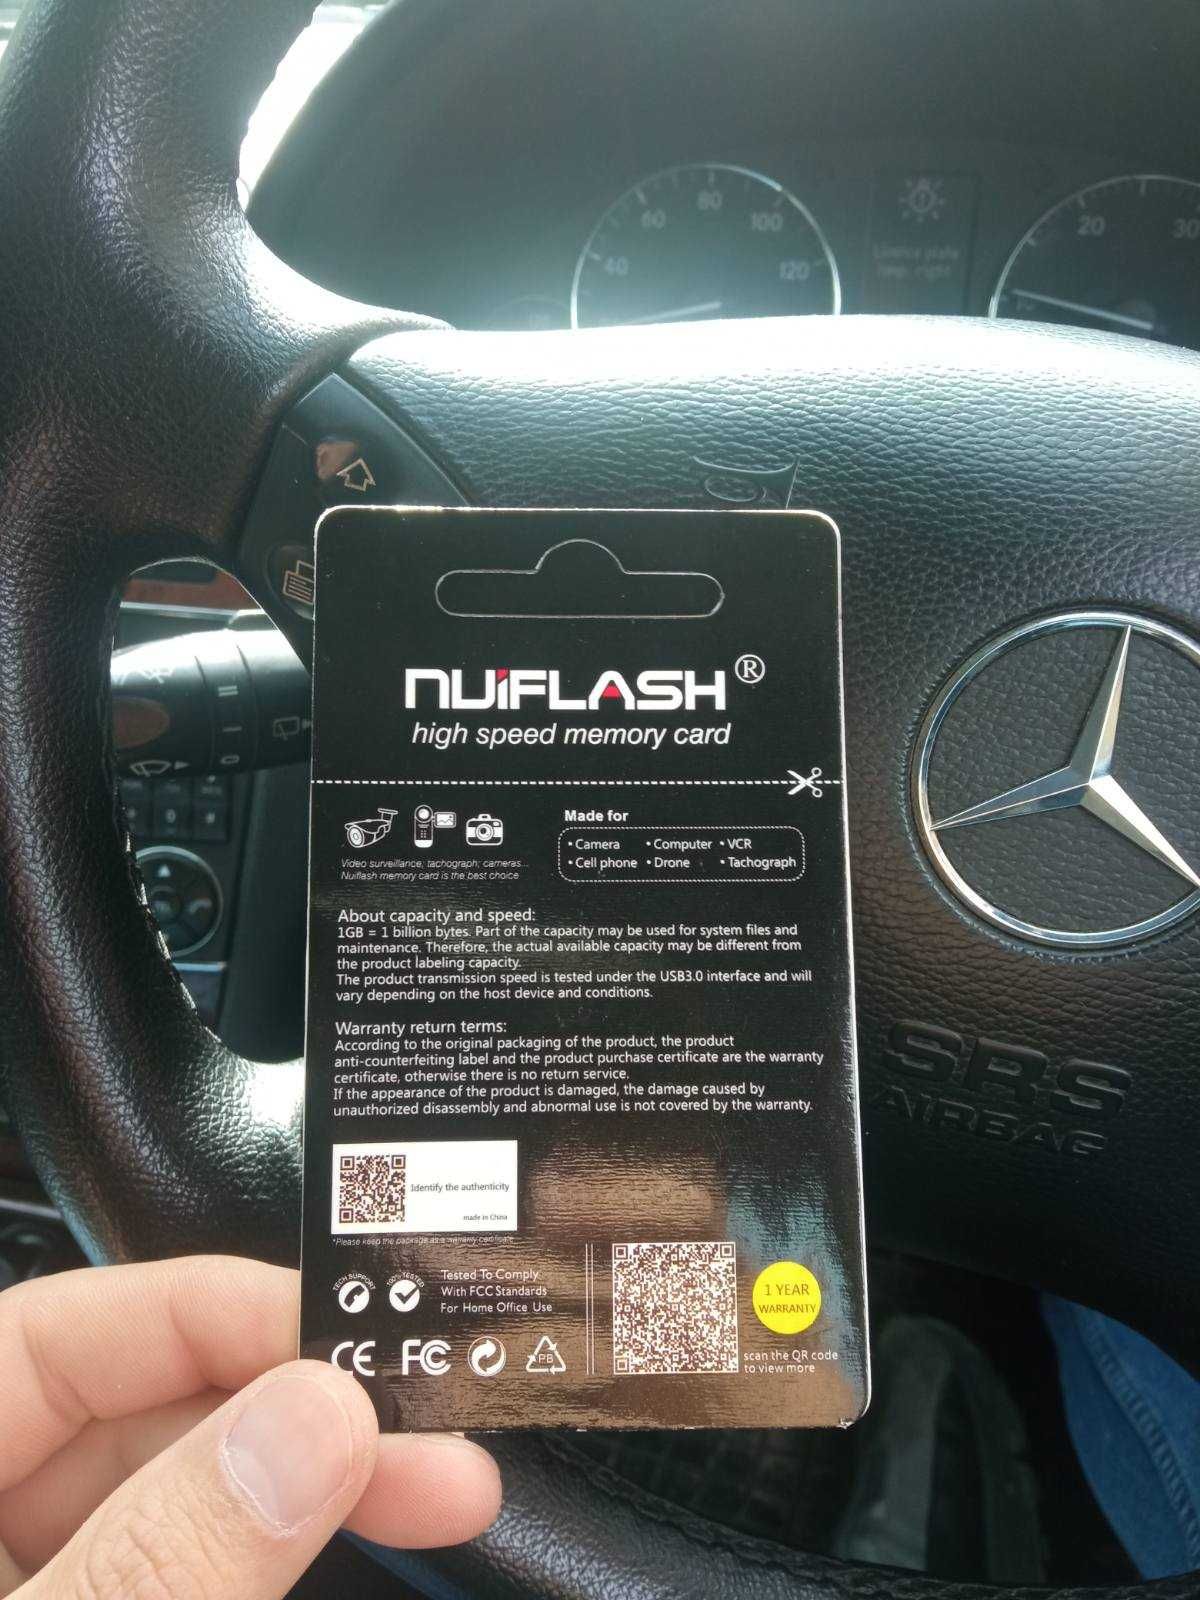 80
60
100
40
120
20
30
NUIFLASH®
high speed memory card
Made for
• Camera • Computer • VCR
• Cell phone • Drone • Tachograph
Video surveillance, tachograph, cameras...
Nuiflash memory card is the best choice
About capacity and speed:
1GB = 1 billion bytes. Part of the capacity may be used for system files and
maintenance. Therefore, the actual available capacity may be different from
the product labeling capacity.
The product transmission speed is tested under the USB3.0 interface and will
vary depending on the host device and conditions.
Warranty return terms:
According to the original packaging of the product, the product
anti-counterfeiting label and the product purchase certificate are the warranty
certificate, otherwise there is no return service.
If the appearance of the product is damaged, the damage caused by
unauthorized disassembly and abnormal use is not covered by the warranty.
SRS
AIRBAG
Identify the authenticity
made in China
*Please keep the package as a warranty certificate
TECH SUPPORT
100% TESTED
Tested To Comply
With FCC Standards
For Home Office Use
1 YEAR
WARRANTY
CE FC PB
scan the QR code
to view more